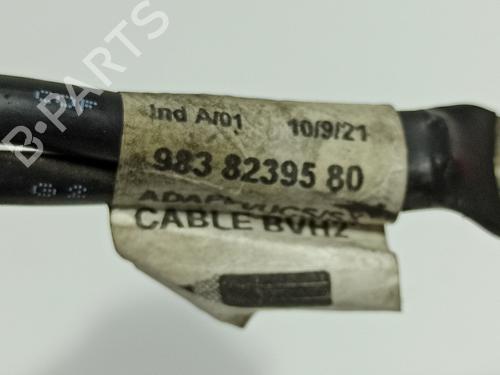 B-PARTS
Ind A/01 10/9/21
983 82395 80
CABLE BVH2